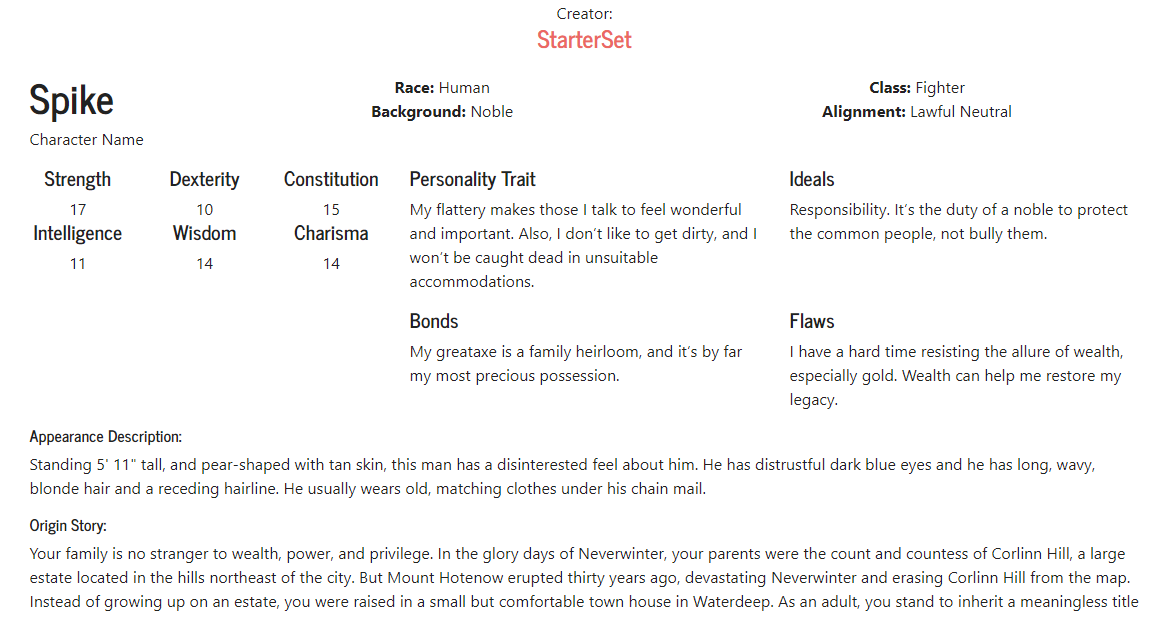 Creator:
StarterSet
Spike
Character Name
Race: Human
Background: Noble
Class: Fighter
Alignment: Lawful Neutral
Strength Dexterity Constitution
17 10 15
Intelligence Wisdom Charisma
11 14 14
Personality Trait
My flattery makes those I talk to feel wonderful
and important. Also, I don’t like to get dirty, and I
won’t be caught dead in unsuitable
accommodations.
Ideals
Responsibility. It’s the duty of a noble to protect
the common people, not bully them.
Bonds
My greataxe is a family heirloom, and it’s by far
my most precious possession.
Flaws
I have a hard time resisting the allure of wealth,
especially gold. Wealth can help me restore my
legacy.
Appearance Description:
Standing 5' 11" tall, and pear-shaped with tan skin, this man has a disinterested feel about him. He has distrustful dark blue eyes and he has long, wavy,
blonde hair and a receding hairline. He usually wears old, matching clothes under his chain mail.
Origin Story:
Your family is no stranger to wealth, power, and privilege. In the glory days of Neverwinter, your parents were the count and countess of Corlinn Hill, a large
estate located in the hills northeast of the city. But Mount Hotenow erupted thirty years ago, devastating Neverwinter and erasing Corlinn Hill from the map.
Instead of growing up on an estate, you were raised in a small but comfortable town house in Waterdeep. As an adult, you stand to inherit a meaningless title